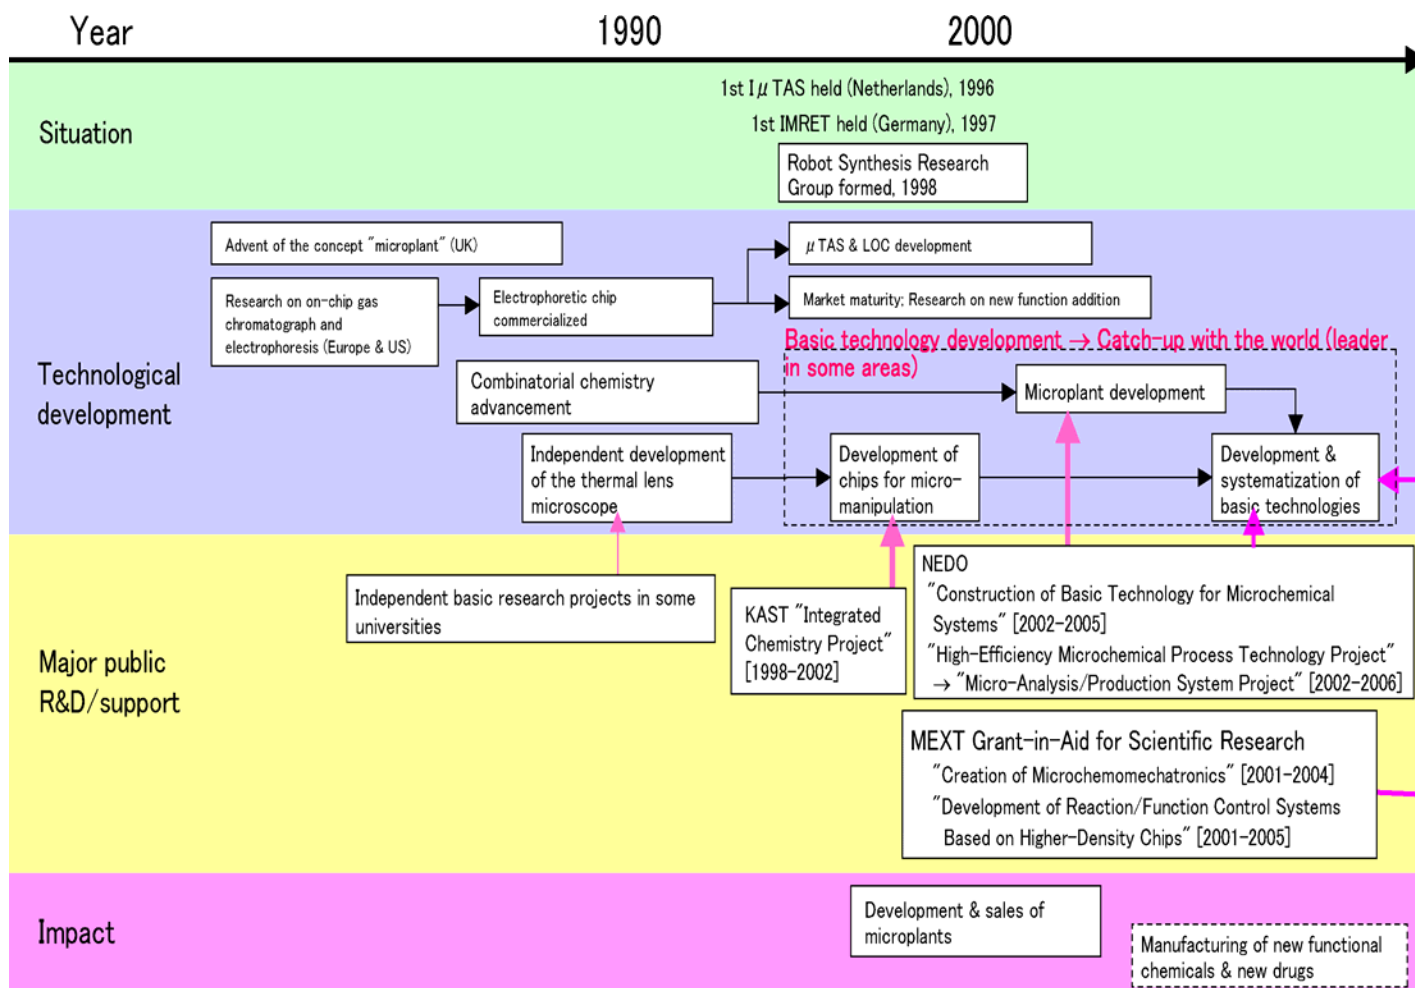 Year 1990 2000
Situation
1st I μ TAS held (Netherlands), 1996
1st IMRET held (Germany), 1997
Robot Synthesis Research
Group formed, 1998
Technological
development
Advent of the concept "microplant" (UK)
μ TAS & LOC development
Research on on-chip gas
chromatograph and
electrophoresis (Europe & US)
Electrophoretic chip
commercialized
Market maturity; Research on new function addition
Basic technology development → Catch-up with the world (leader
in some areas)
Combinatorial chemistry
advancement
Microplant development
Independent development
of the thermal lens
microscope
Development of
chips for micro-
manipulation
Development &
systematization of
basic technologies
Major public
R&D/support
Independent basic research projects in some
universities
KAST "Integrated
Chemistry Project"
[1998-2002]
NEDO
"Construction of Basic Technology for Microchemical
Systems" [2002-2005]
"High-Efficiency Microchemical Process Technology Project"
→ "Micro-Analysis/Production System Project" [2002-2006]
MEXT Grant-in-Aid for Scientific Research
"Creation of Microchemomechatronics" [2001-2004]
"Development of Reaction/Function Control Systems
Based on Higher-Density Chips" [2001-2005]
Impact
Development & sales of
microplants
Manufacturing of new functional
chemicals & new drugs